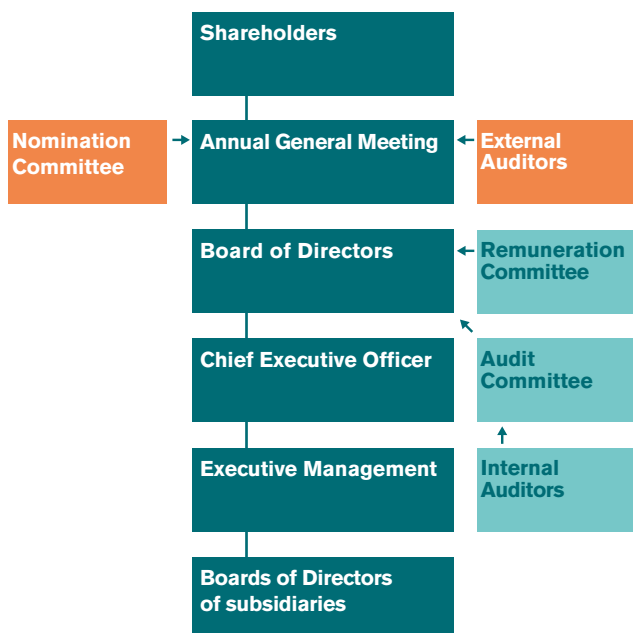 Shareholders
Nomination
Committee
Annual General Meeting
External
Auditors
Board of Directors
Remuneration
Committee
Chief Executive Officer
Audit
Committee
Executive Management
Internal
Auditors
Boards of Directors
of subsidiaries